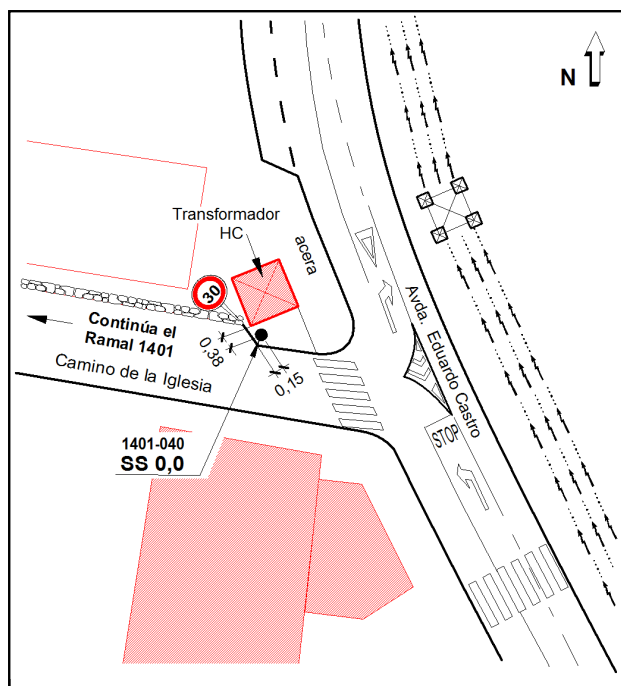 N
Transformador
HC
acera
30
Continúa el
Ramal 1401
Camino de la Iglesia
0,38
0,15
Avda. Eduardo Castro
1401-040
SS 0,0
STOP